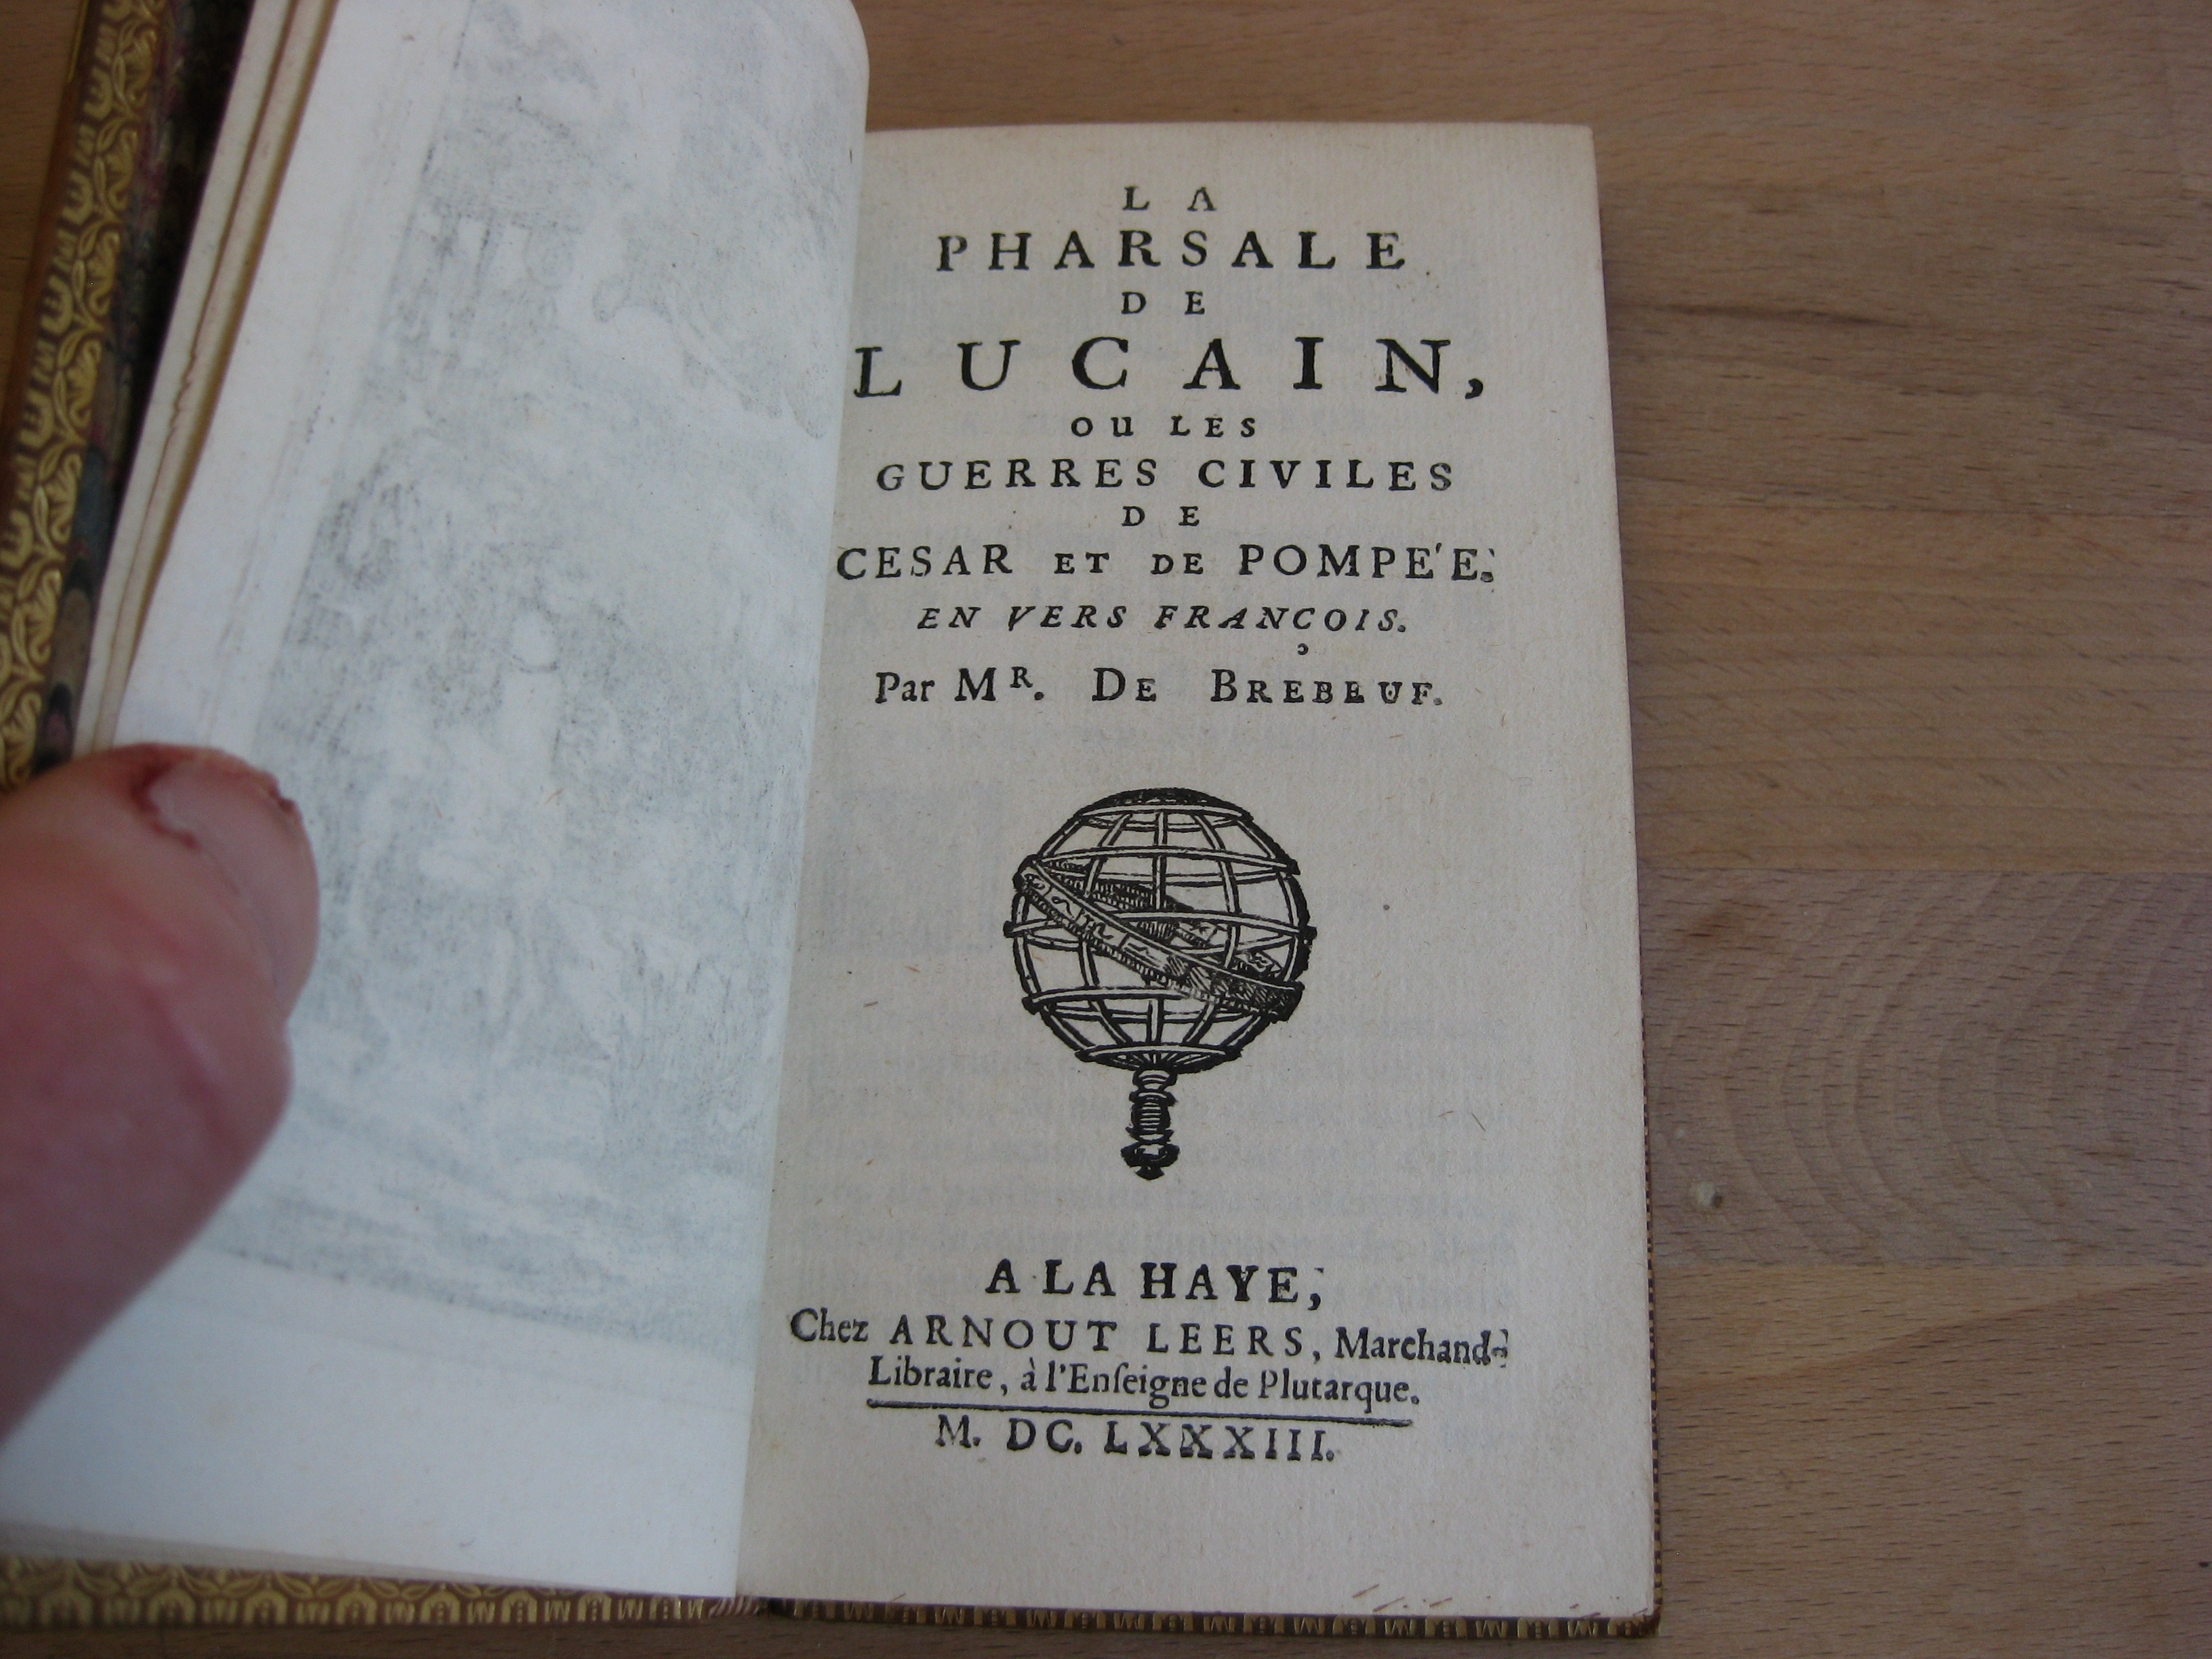 LA
PHARSALE
DE
LUCAIN,
OU LES
GUERRES CIVILES
DE
CESAR ET DE POMPE'E,
EN VERS FRANÇOIS.
Par MR. DE BREBEUF.
A LA HAYE,
Chez ARNOUT LEERS, Marchand-
Libraire, à l'Enſeigne de Plutarque.
M. DC. LXXXIII.